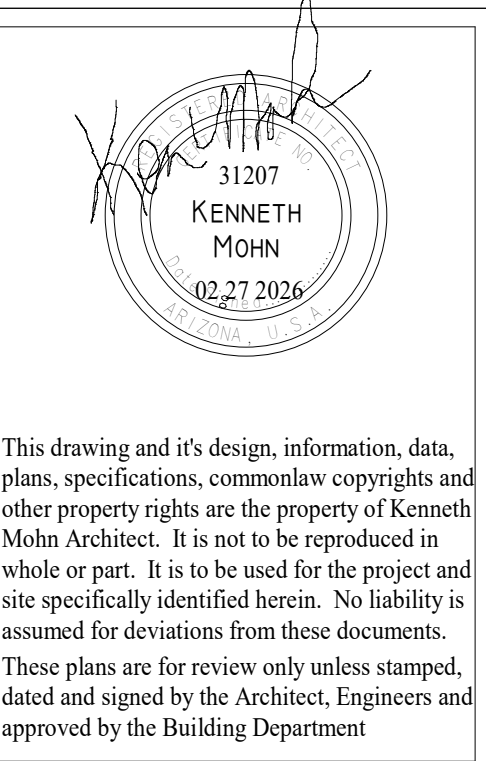 REGISTERED ARCHITECT
CERTIFICATE NO.
31207
KENNETH
MOHN
02 27 2026
Date Signed
ARIZONA, U.S.A.
This drawing and it's design, information, data,
plans, specifications, commonlaw copyrights and
other property rights are the property of Kenneth
Mohn Architect.  It is not to be reproduced in
whole or part.  It is to be used for the project and
site specifically identified herein.  No liability is
assumed for deviations from these documents.
These plans are for review only unless stamped,
dated and signed by the Architect, Engineers and
approved by the Building Department